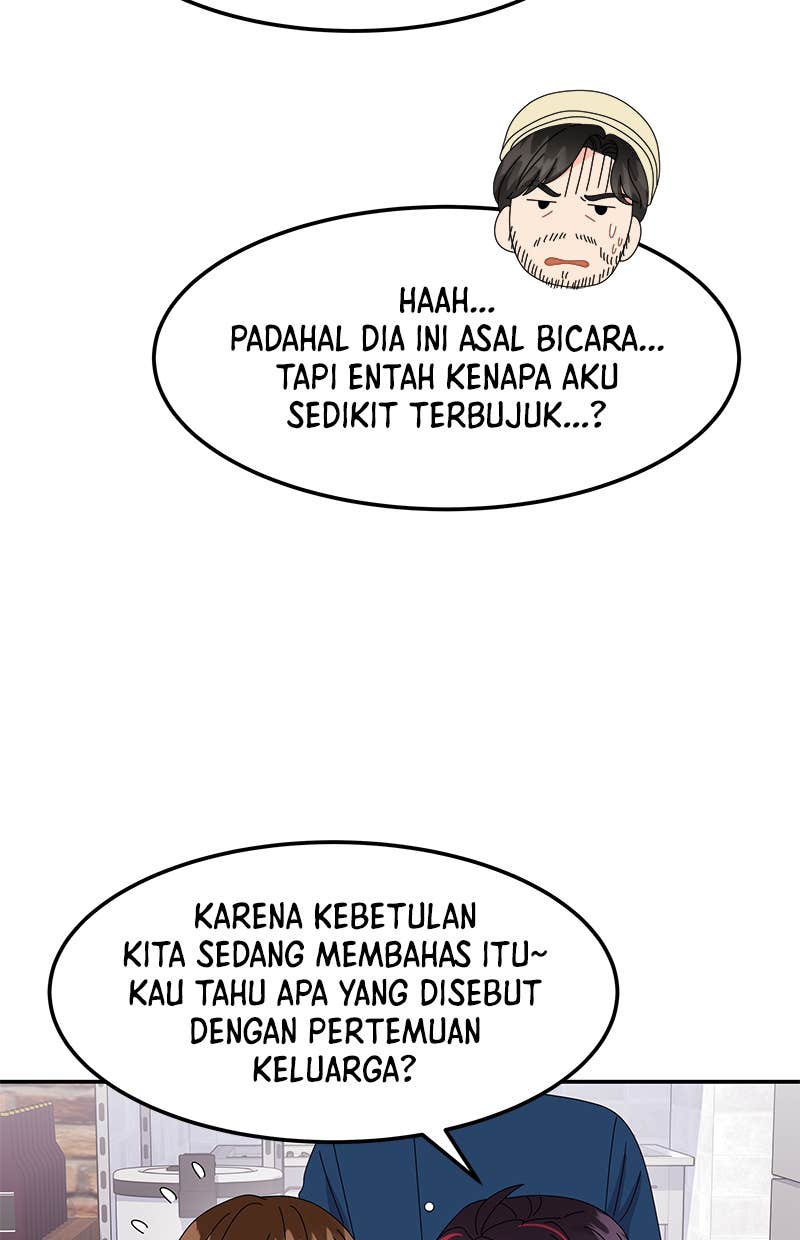 HAAH...
PADAHAL DIA INI ASAL BICARA...
TAPI ENTAH KENAPA AKU
SEDIKIT TERBUJUK...?
KARENA KEBETULAN
KITA SEDANG MEMBAHAS ITU~
KAU TAHU APA YANG DISEBUT
DENGAN PERTEMUAN
KELUARGA?